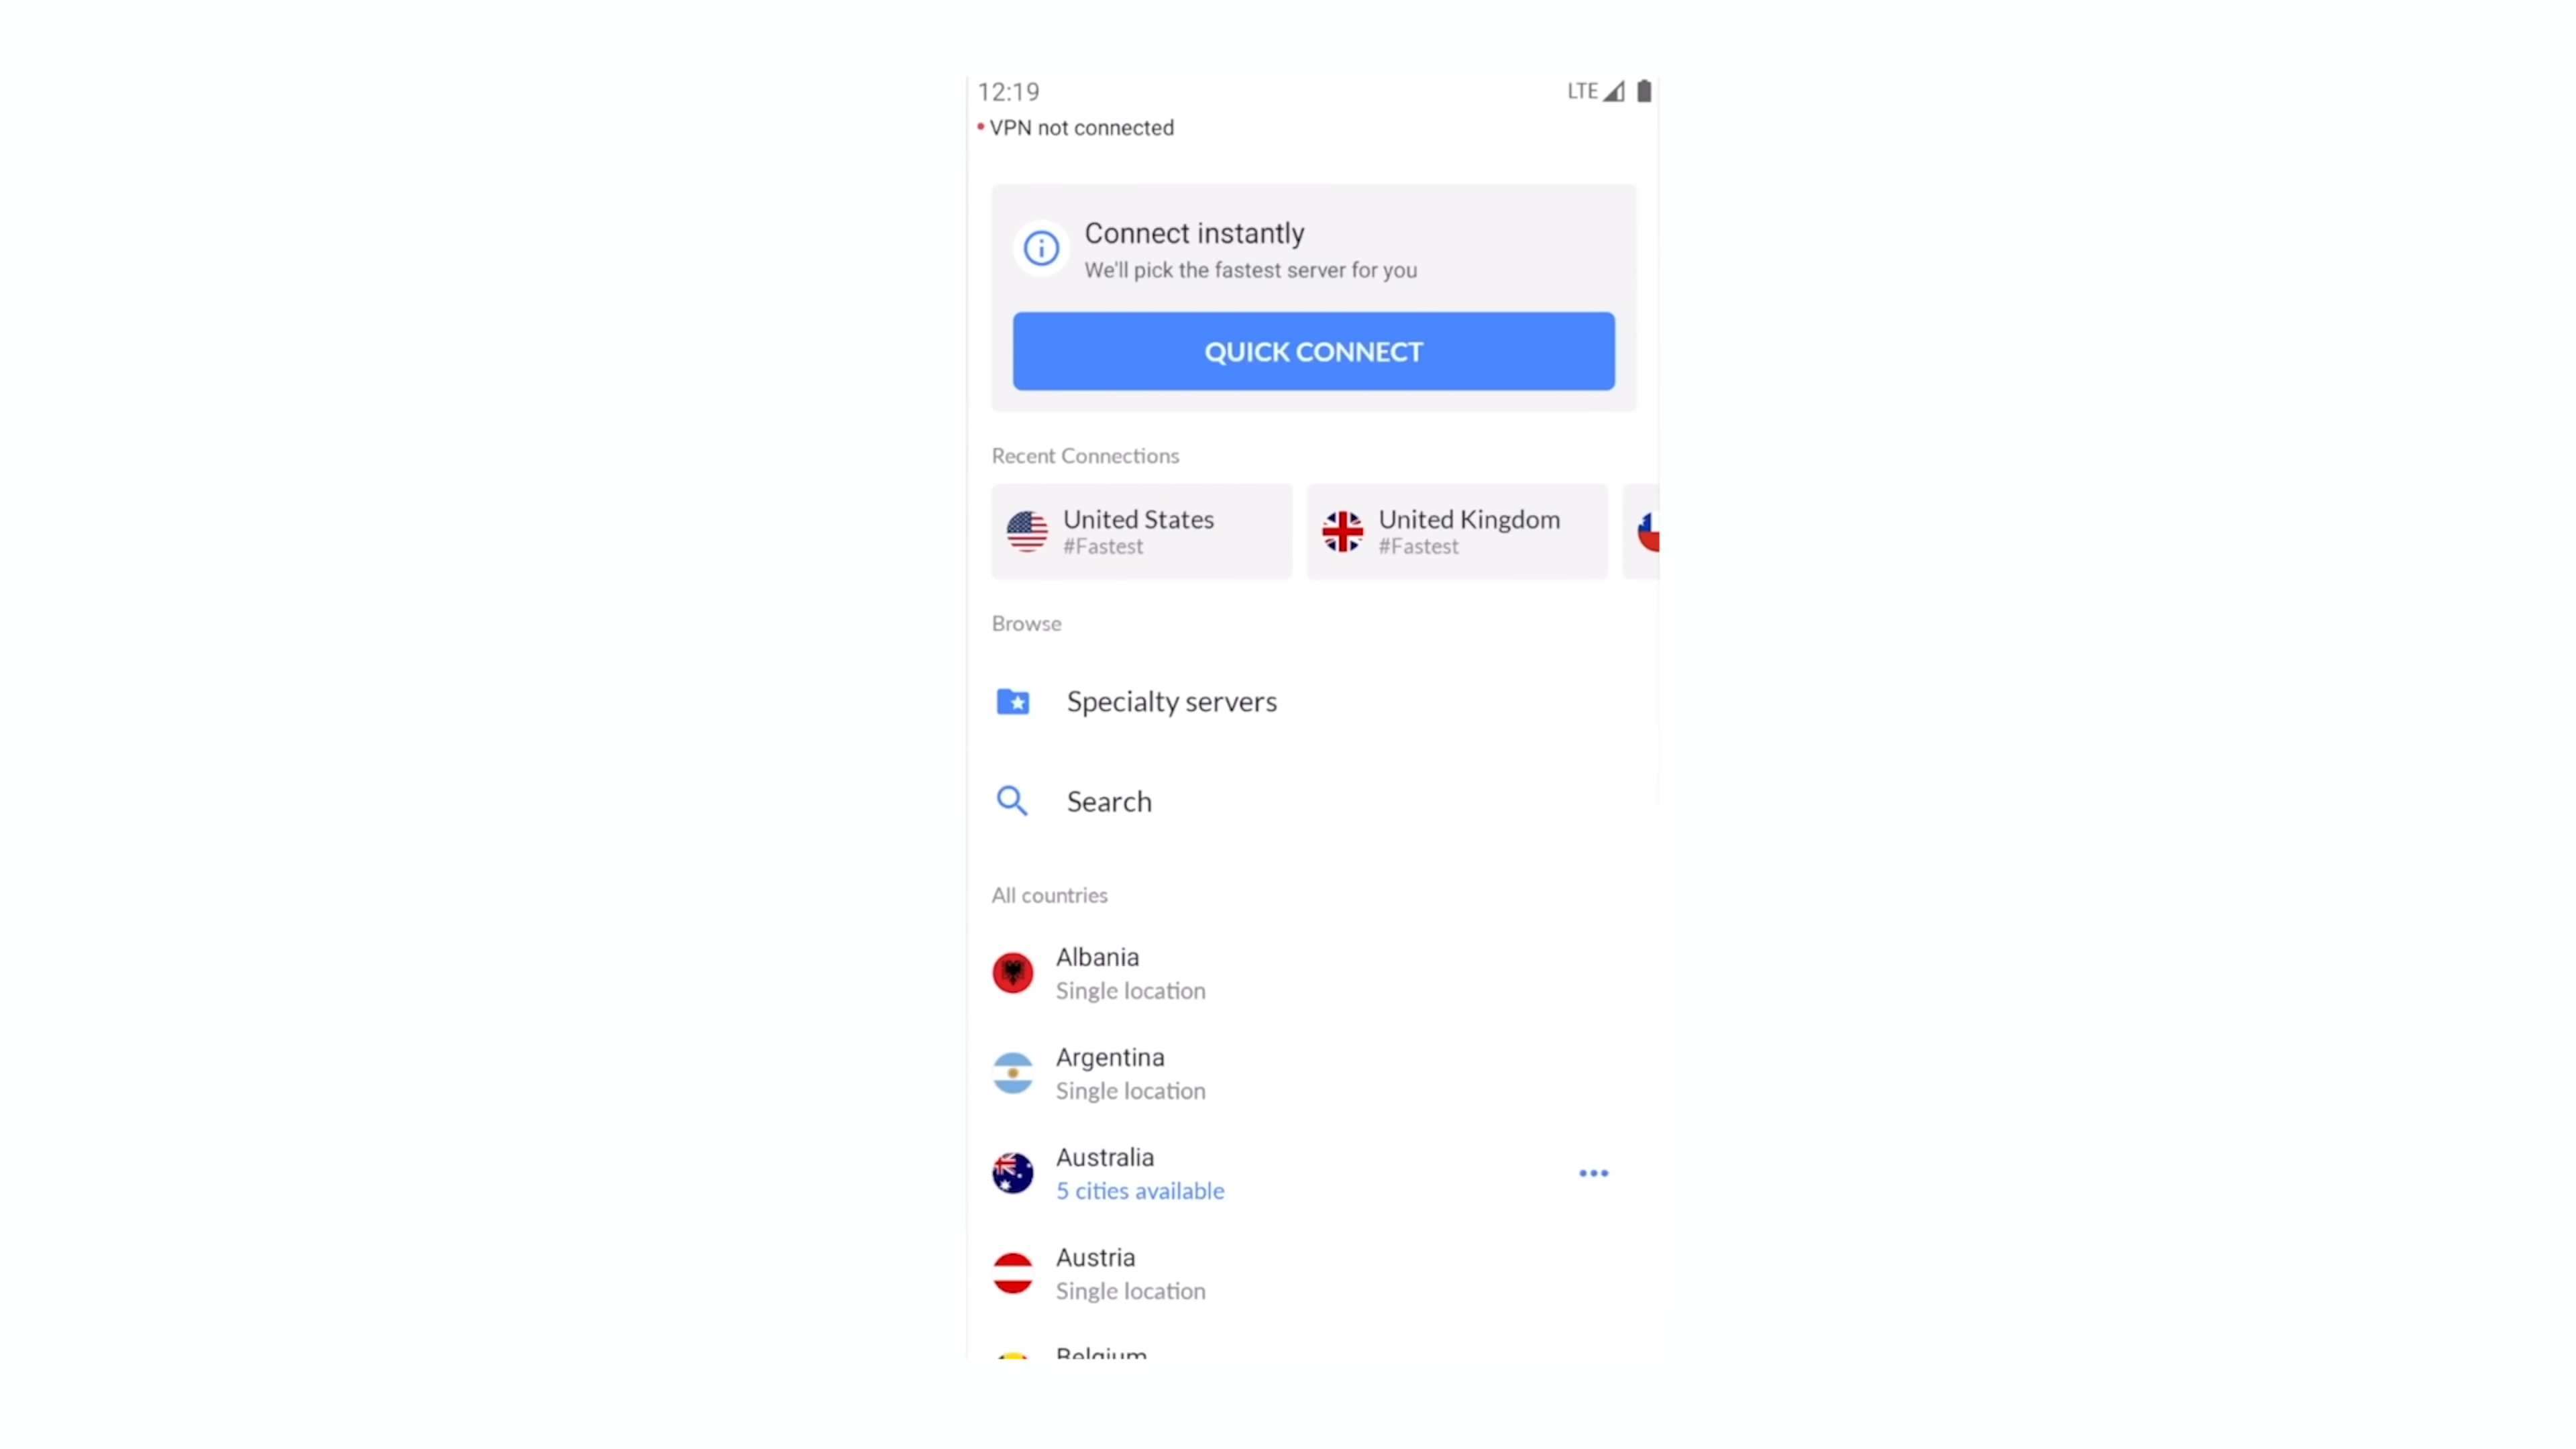 12:19
LTE
VPN not connected
Connect instantly
We'll pick the fastest server for you
QUICK CONNECT
Recent Connections
United States
#Fastest
United Kingdom
#Fastest
Browse
Specialty servers
Search
All countries
Albania
Single location
Argentina
Single location
Australia
5 cities available
Austria
Single location
Belgium